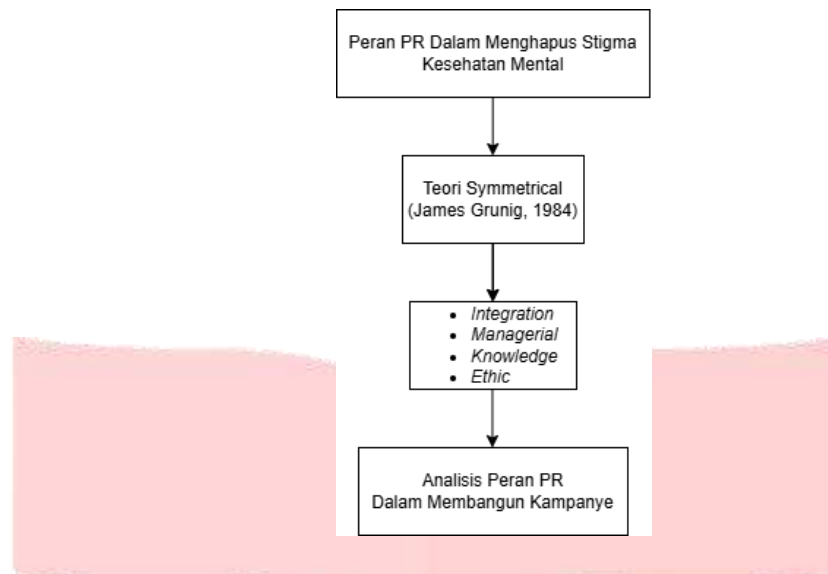 Peran PR Dalam Menghapus Stigma
Kesehatan Mental
Teori Symmetrical
(James Grunig, 1984)
• Integration
• Managerial
• Knowledge
• Ethic
Analisis Peran PR
Dalam Membangun Kampanye